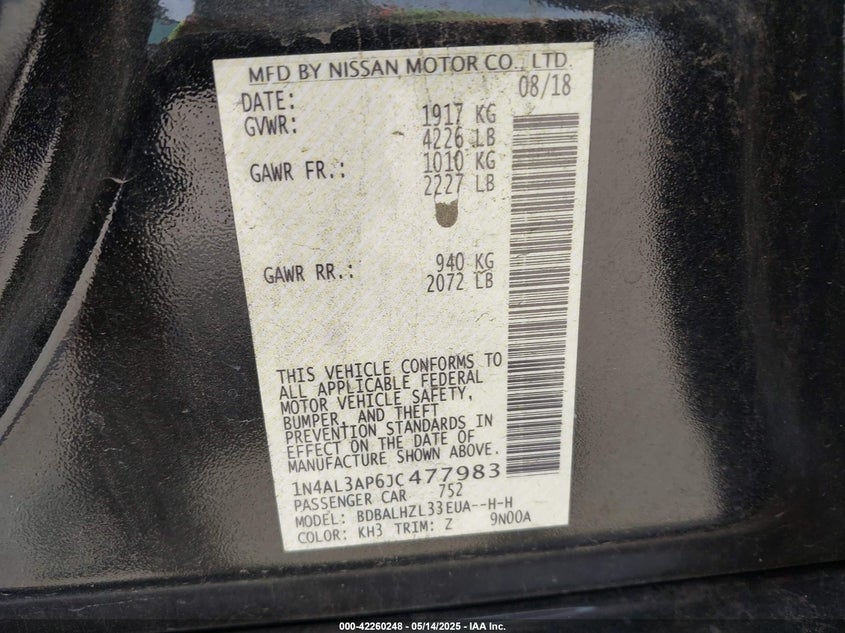 MFD BY NISSAN MOTOR CO., LTD.
DATE: 08/18
GVWR: 1917 KG
4226 LB
GAWR FR.: 1010 KG
2227 LB
GAWR RR.: 940 KG
2072 LB
THIS VEHICLE CONFORMS TO
ALL APPLICABLE FEDERAL
MOTOR VEHICLE SAFETY,
BUMPER, AND THEFT
PREVENTION STANDARDS IN
EFFECT ON THE DATE OF
MANUFACTURE SHOWN ABOVE.
1N4AL3AP6JC477983
PASSENGER CAR 752
MODEL: BDBALHZL33EUA--H-H
COLOR: KH3 TRIM: Z 9N00A
000-42260248 - 05/14/2025 - IAA Inc.